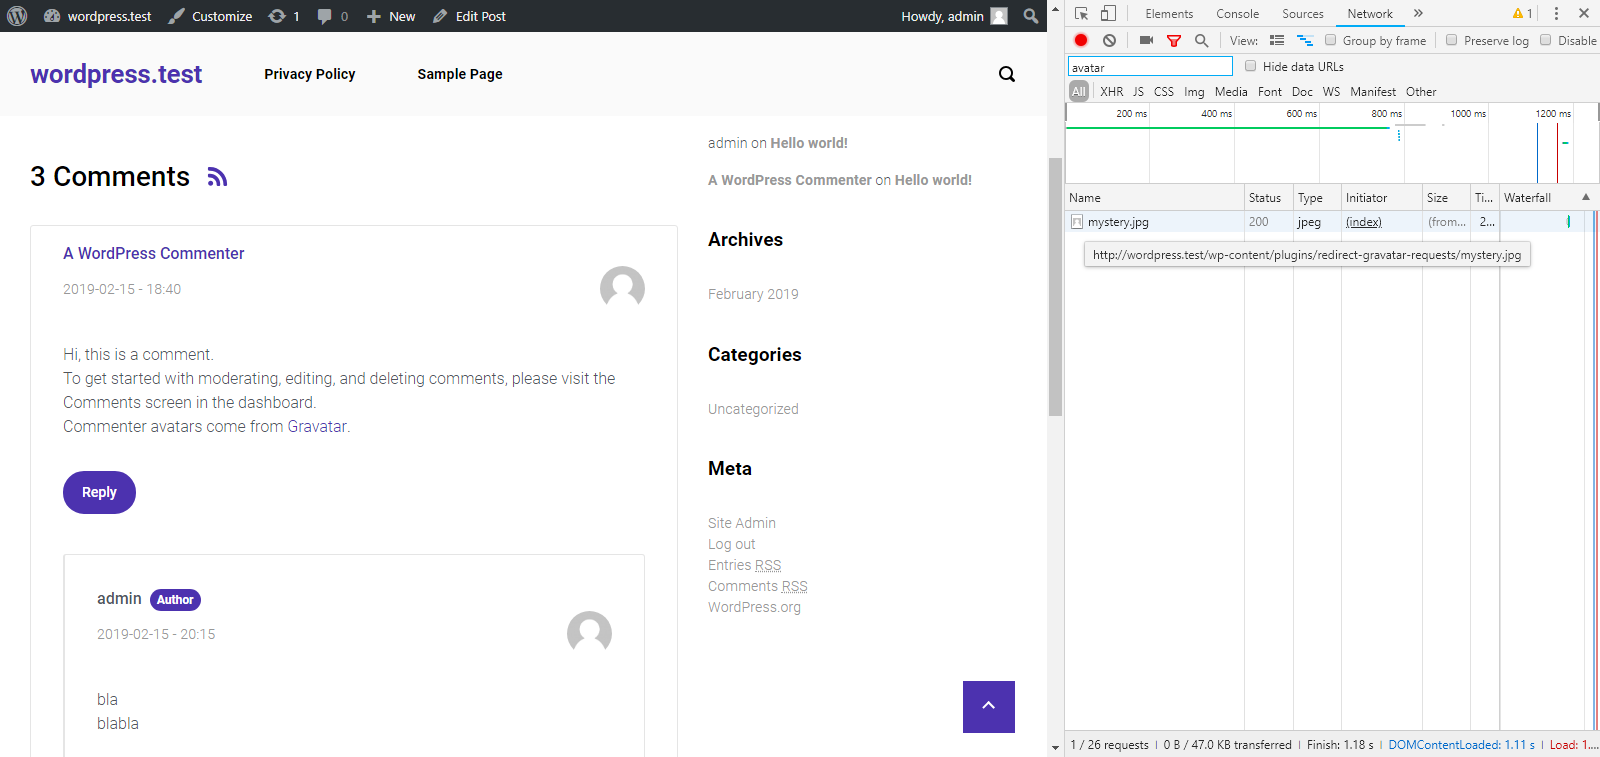 wordpress.test Customize 1 0 New Edit Post Howdy, admin
wordpress.test Privacy Policy Sample Page
3 Comments
A WordPress Commenter
2019-02-15 - 18:40
Hi, this is a comment.
To get started with moderating, editing, and deleting comments, please visit the
Comments screen in the dashboard.
Commenter avatars come from Gravatar.
Reply
admin Author
2019-02-15 - 20:15
bla
blabla
admin on Hello world!
A WordPress Commenter on Hello world!
Archives
February 2019
Categories
Uncategorized
Meta
Site Admin
Log out
Entries RSS
Comments RSS
WordPress.org
Elements Console Sources Network » 1
View: Group by frame Preserve log Disable
avatar Hide data URLs
All XHR JS CSS Img Media Font Doc WS Manifest Other
200 ms 400 ms 600 ms 800 ms 1000 ms 1200 ms
Name Status Type Initiator Size Ti... Waterfall
mystery.jpg 200 jpeg (index) (from... 2...
http://wordpress.test/wp-content/plugins/redirect-gravatar-requests/mystery.jpg
1 / 26 requests | 0 B / 47.0 KB transferred | Finish: 1.18 s | DOMContentLoaded: 1.11 s | Load: 1....